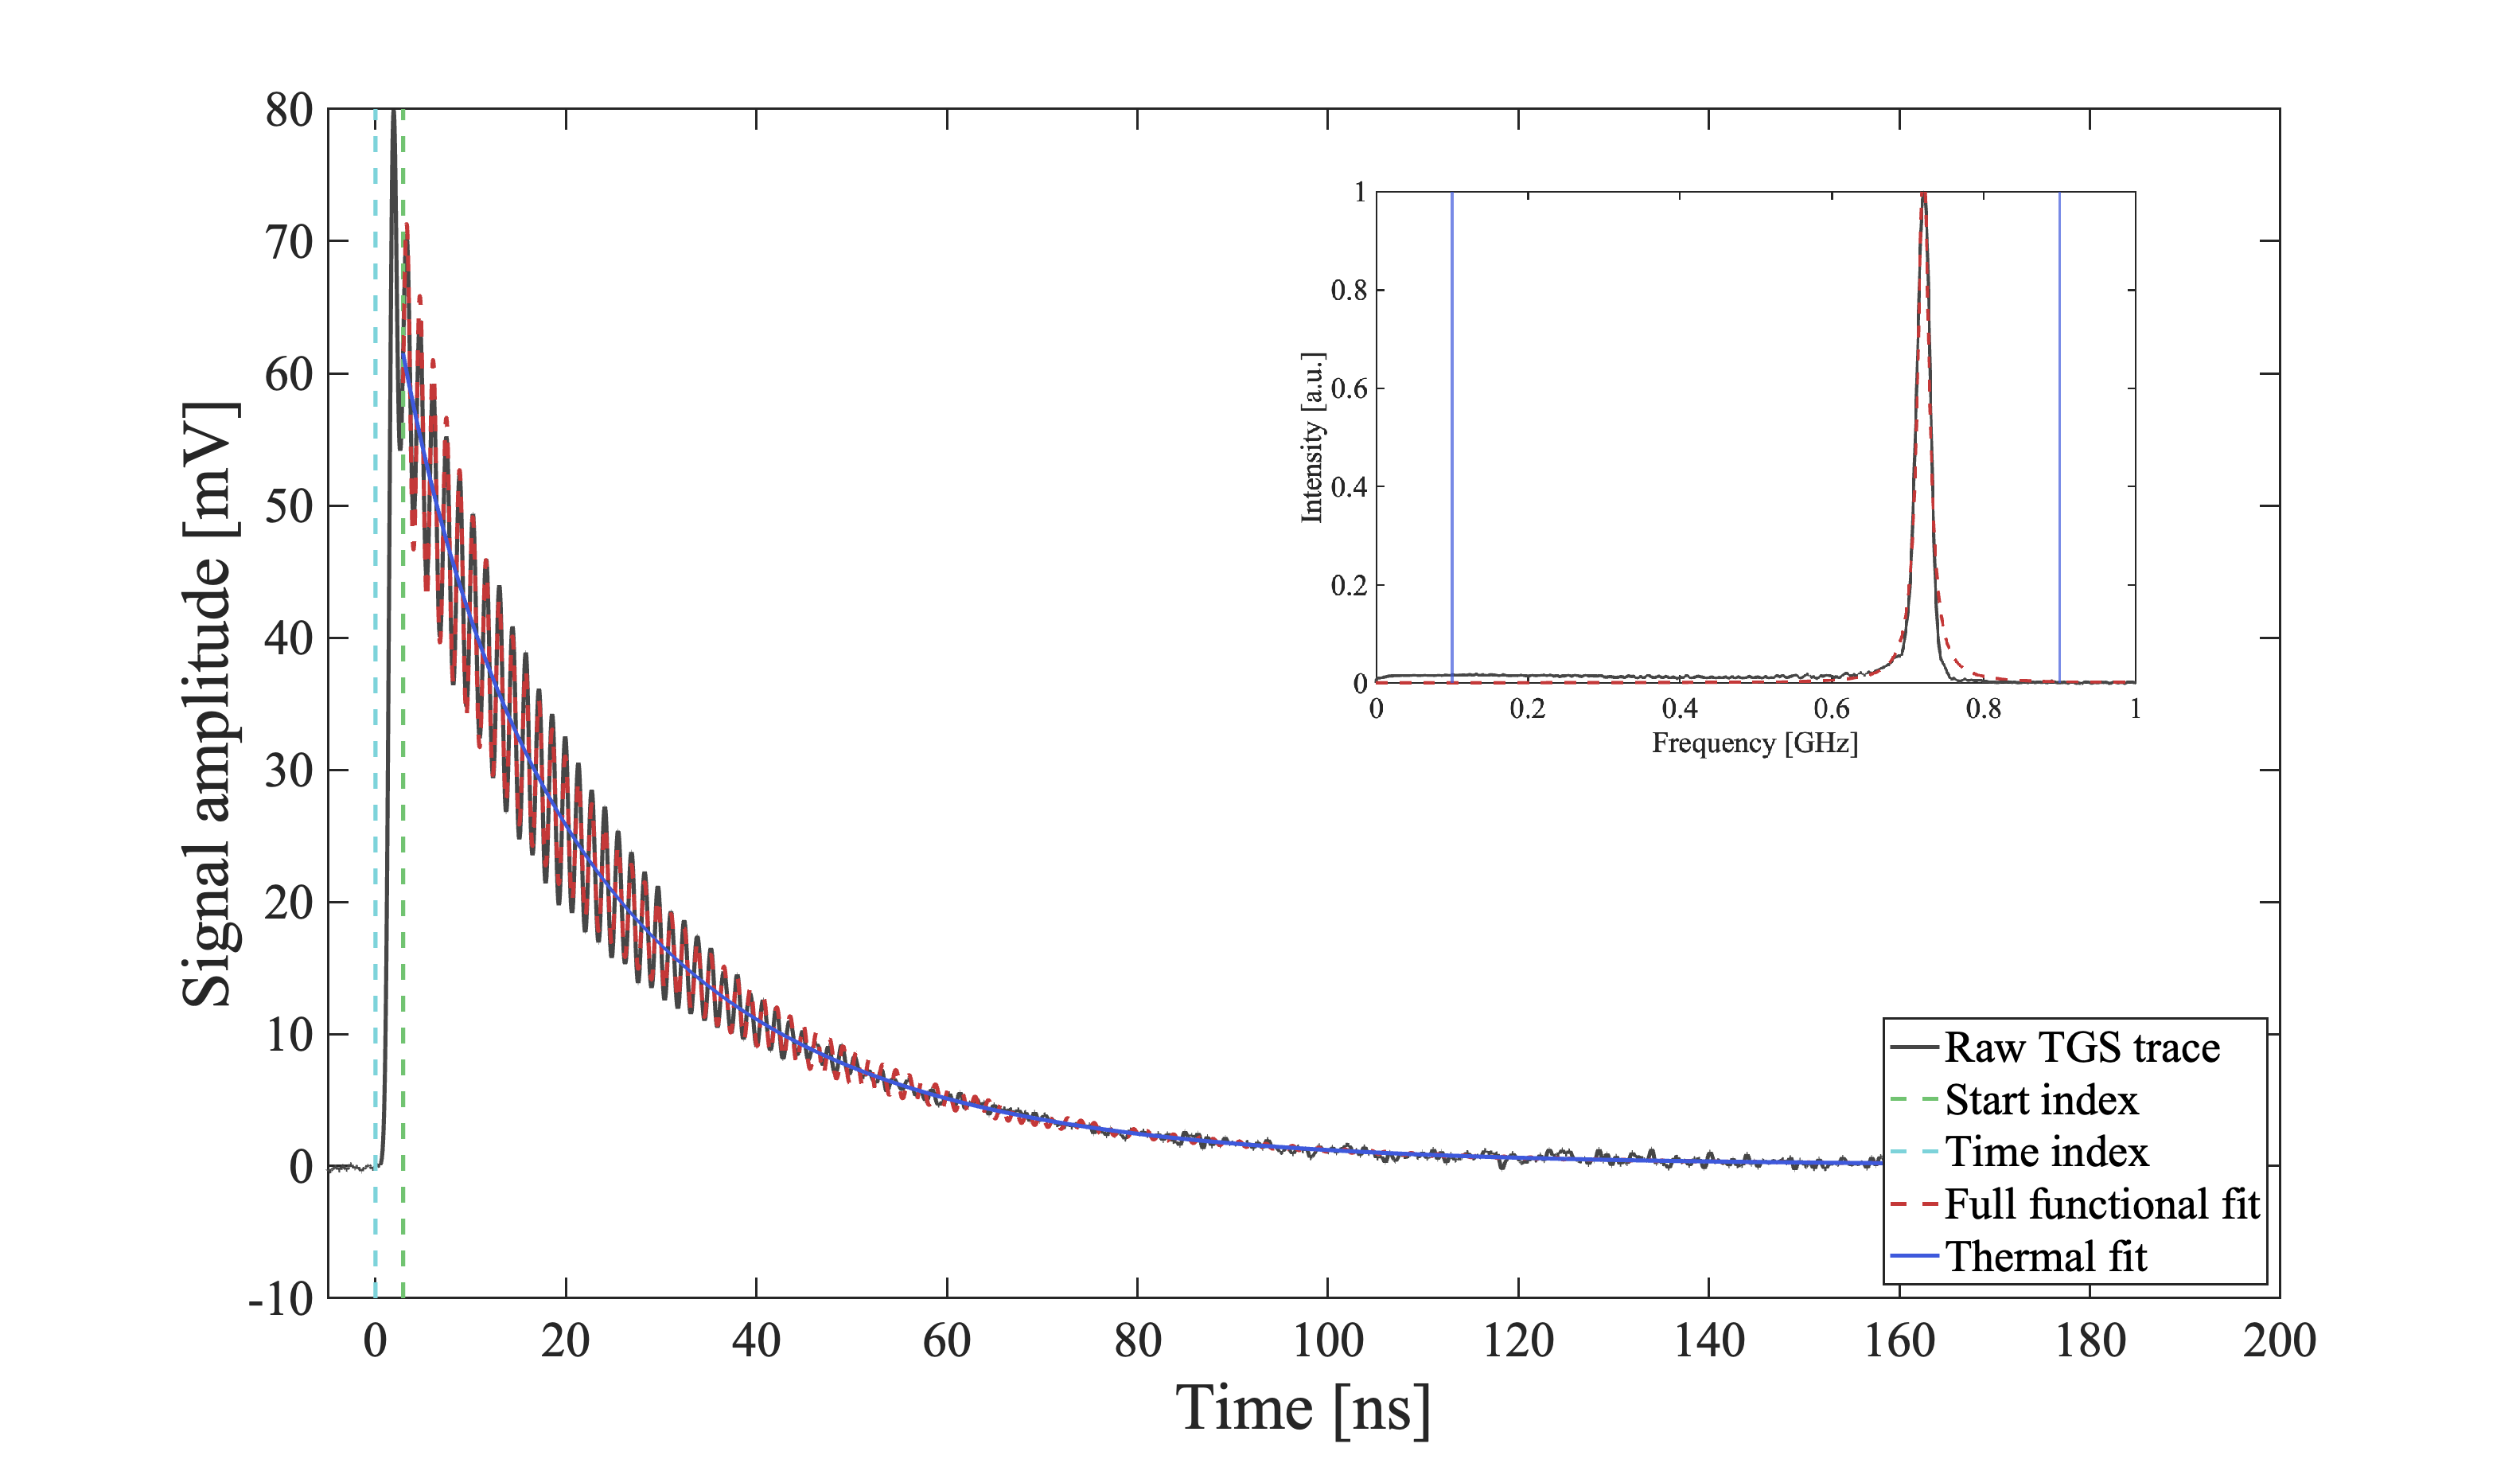 80
70
60
50
40
30
20
10
0
-10
Signal amplitude [mV]
0 20 40 60 80 100 120 140 160 180 200
Time [ns]
1
0.8
0.6
0.4
0.2
0
Intensity [a.u.]
0 0.2 0.4 0.6 0.8 1
Frequency [GHz]
Raw TGS trace
Start index
Time index
Full functional fit
Thermal fit